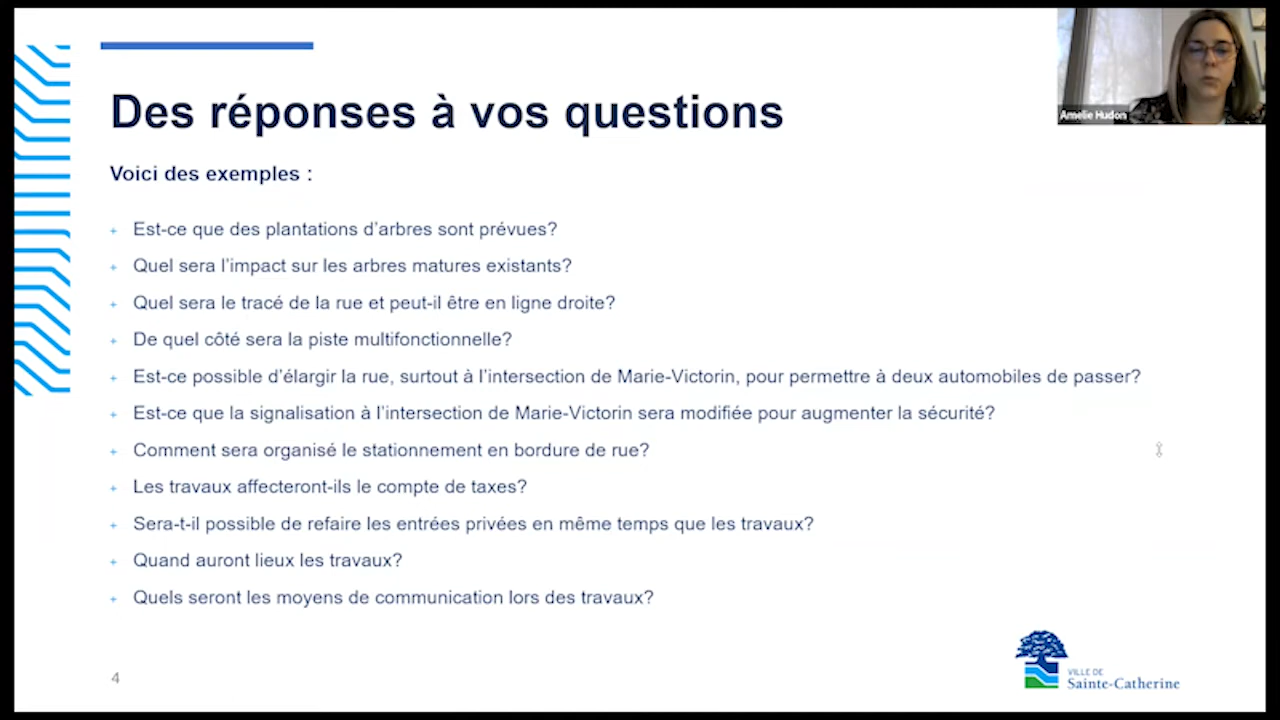 Des réponses à vos questions
Amelie Hudon
Voici des exemples :
Est-ce que des plantations d'arbres sont prévues?
Quel sera l'impact sur les arbres matures existants?
Quel sera le tracé de la rue et peut-il être en ligne droite?
De quel côté sera la piste multifonctionnelle?
Est-ce possible d'élargir la rue, surtout à l'intersection de Marie-Victorin, pour permettre à deux automobiles de passer?
Est-ce que la signalisation à l'intersection de Marie-Victorin sera modifiée pour augmenter la sécurité?
Comment sera organisé le stationnement en bordure de rue?
Les travaux affecteront-ils le compte de taxes?
Sera-t-il possible de refaire les entrées privées en même temps que les travaux?
Quand auront lieux les travaux?
Quels seront les moyens de communication lors des travaux?
4
VILLE DE
Sainte-Catherine